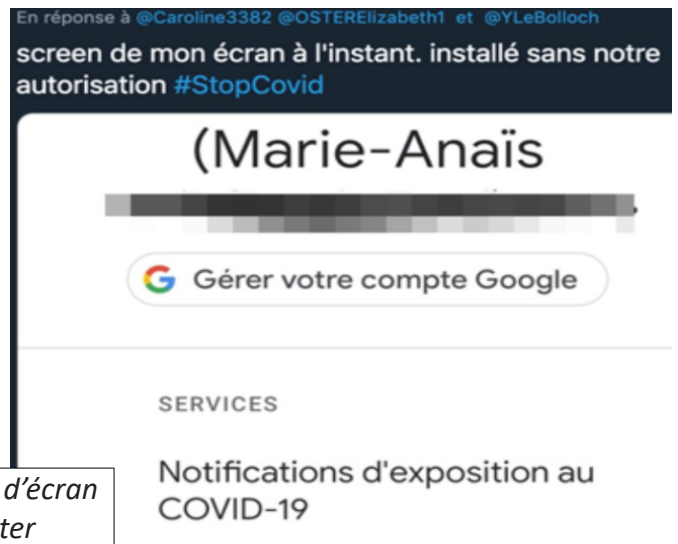 En réponse à @Caroline3382 @OSTERElizabeth1 et @YLeBolloch
screen de mon écran à l'instant. installé sans notre
autorisation #StopCovid
(Marie-Anaïs
G Gérer votre compte Google
SERVICES
Notifications d'exposition au
COVID-19
d'écran
ter